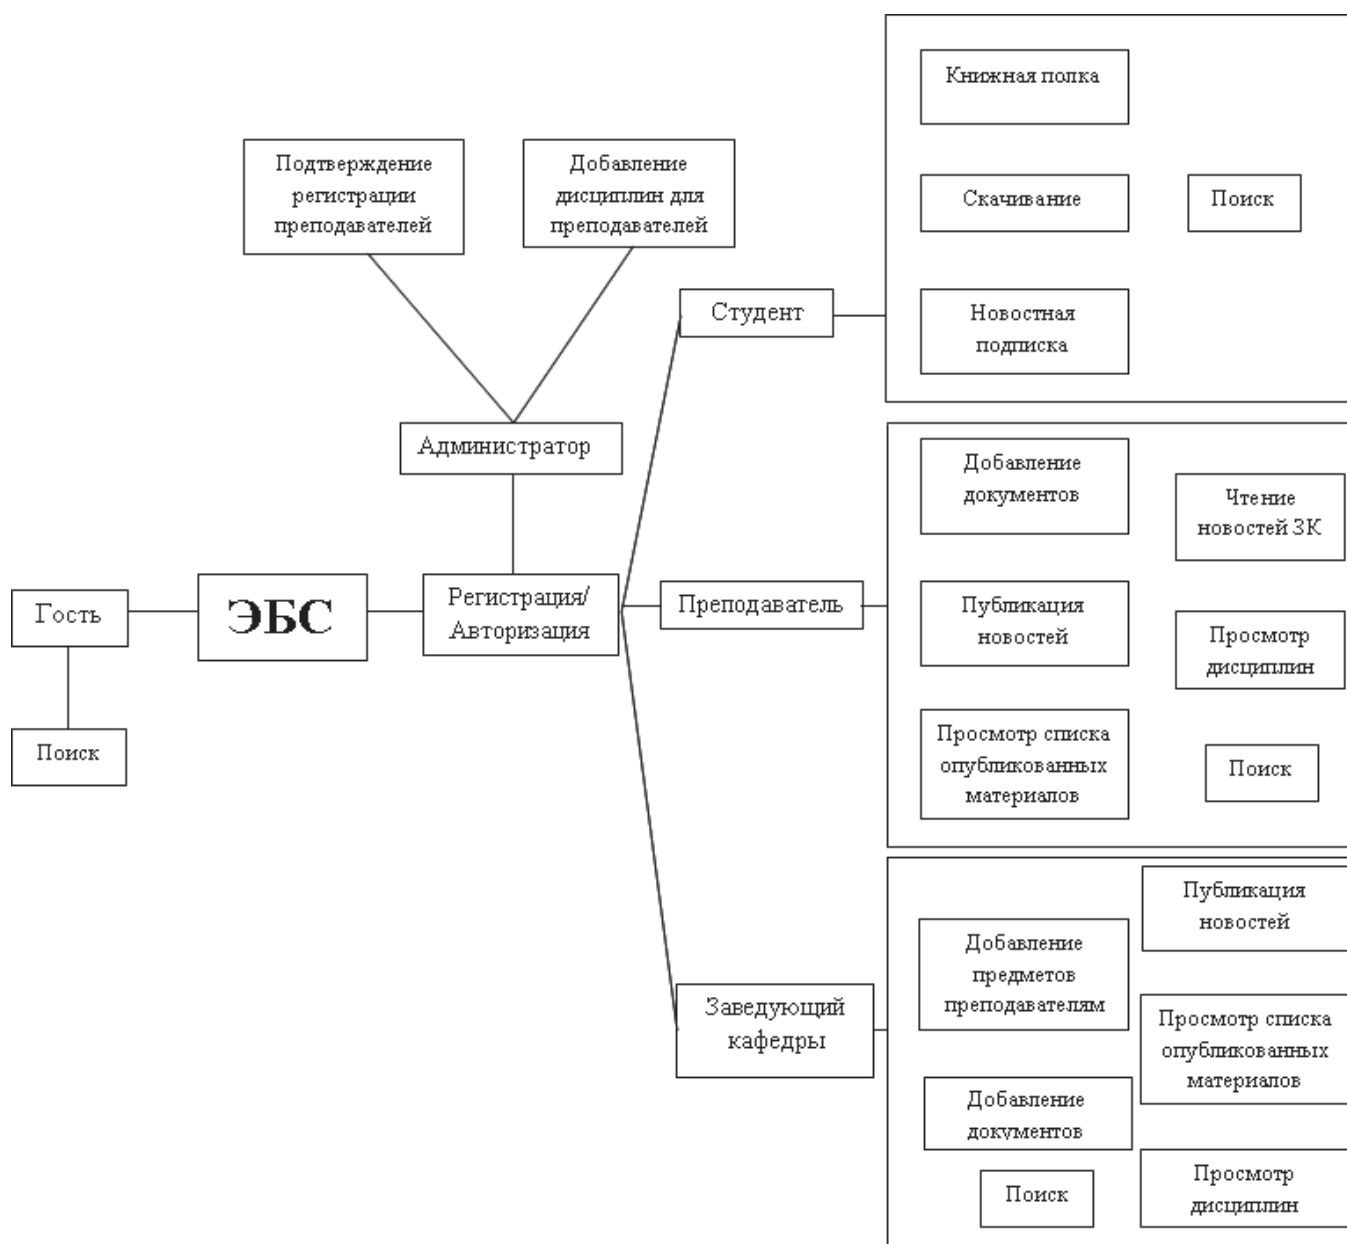 Книжная полка
Скачивание
Поиск
Новостная
подписка
Подтверждение
регистрации
преподавателей
Добавление
дисциплин для
преподавателей
Студент
Администратор
Добавление
документов
Чтение
новостей ЗК
Гость
ЭБС
Регистрация/
Авторизация
Преподаватель
Публикация
новостей
Просмотр
дисциплин
Поиск
Просмотр списка
опубликованных
материалов
Поиск
Публикация
новостей
Добавление
предметов
преподавателям
Заведующий
кафедры
Просмотр списка
опубликованных
материалов
Добавление
документов
Поиск
Просмотр
дисциплин